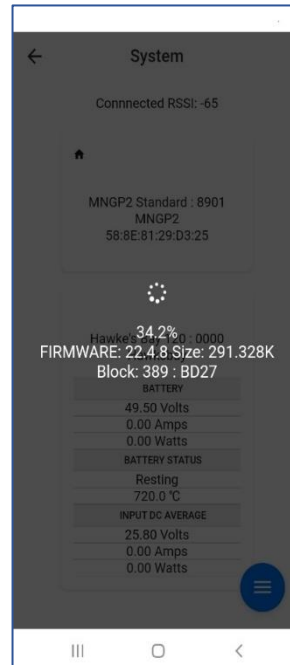 System
Connnected RSSI: -65
MNGP2 Standard : 8901
MNGP2
58:8E:81:29:D3:25
34.2%
Hawke's Bay 120 : 0000
FIRMWARE: 22.4.8 Size: 291.328K
Block: 389 : BD27
BATTERY
49.50 Volts
0.00 Amps
0.00 Watts
BATTERY STATUS
Resting
720.0 °C
INPUT DC AVERAGE
25.80 Volts
0.00 Amps
0.00 Watts